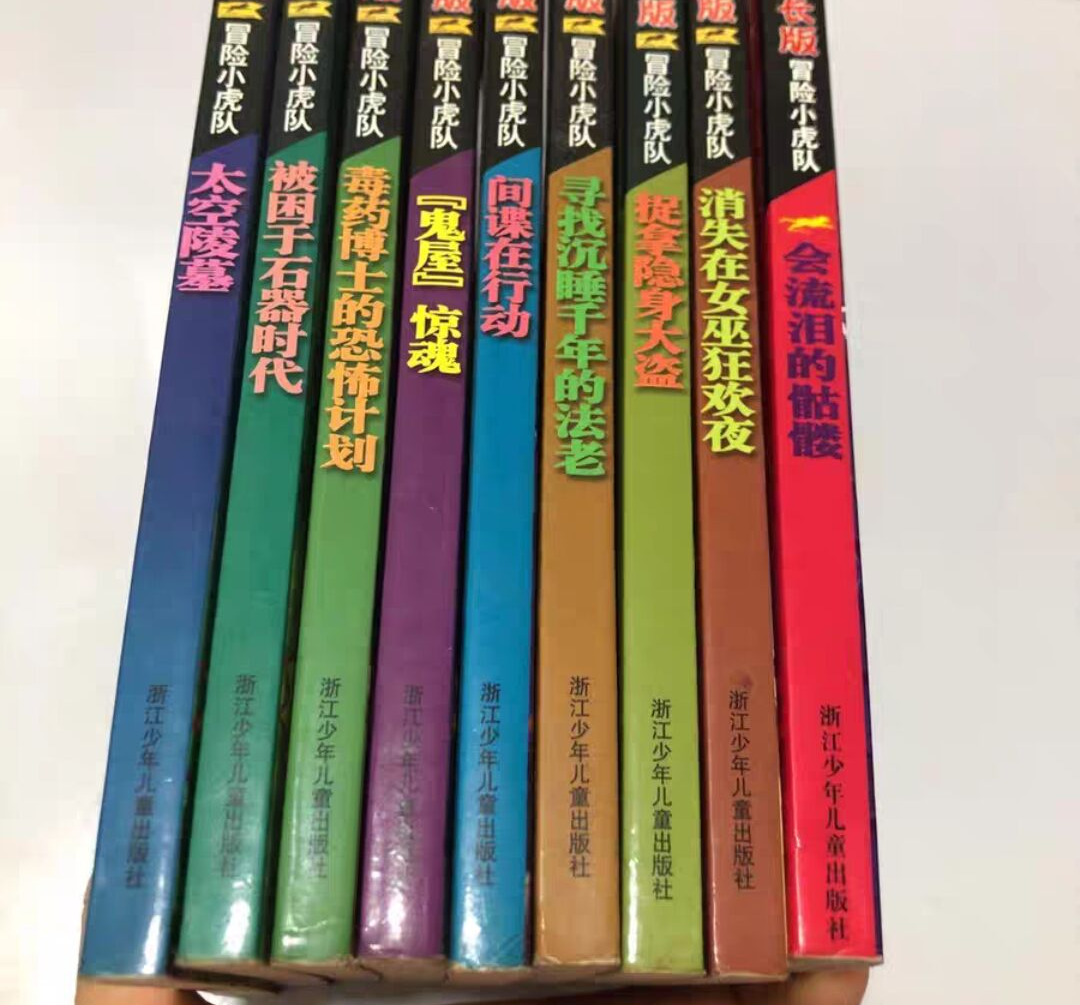 冒险小虎队
太空陵墓
浙江少年儿童出版社
冒险小虎队
被困于石器时代
浙江少年儿童出版社
冒险小虎队
毒药博士的恐怖计划
浙江少年儿童出版社
版
冒险小虎队
『鬼屋』惊魂
浙江少年儿童出版社
版
冒险小虎队
间谍在行动
浙江少年儿童出版社
版
冒险小虎队
寻找沉睡千年的法老
浙江少年儿童出版社
版
冒险小虎队
捉拿隐身大盗
浙江少年儿童出版社
版
冒险小虎队
消失在女巫狂欢夜
浙江少年儿童出版社
长版
冒险小虎队
会流泪的骷髅
浙江少年儿童出版社